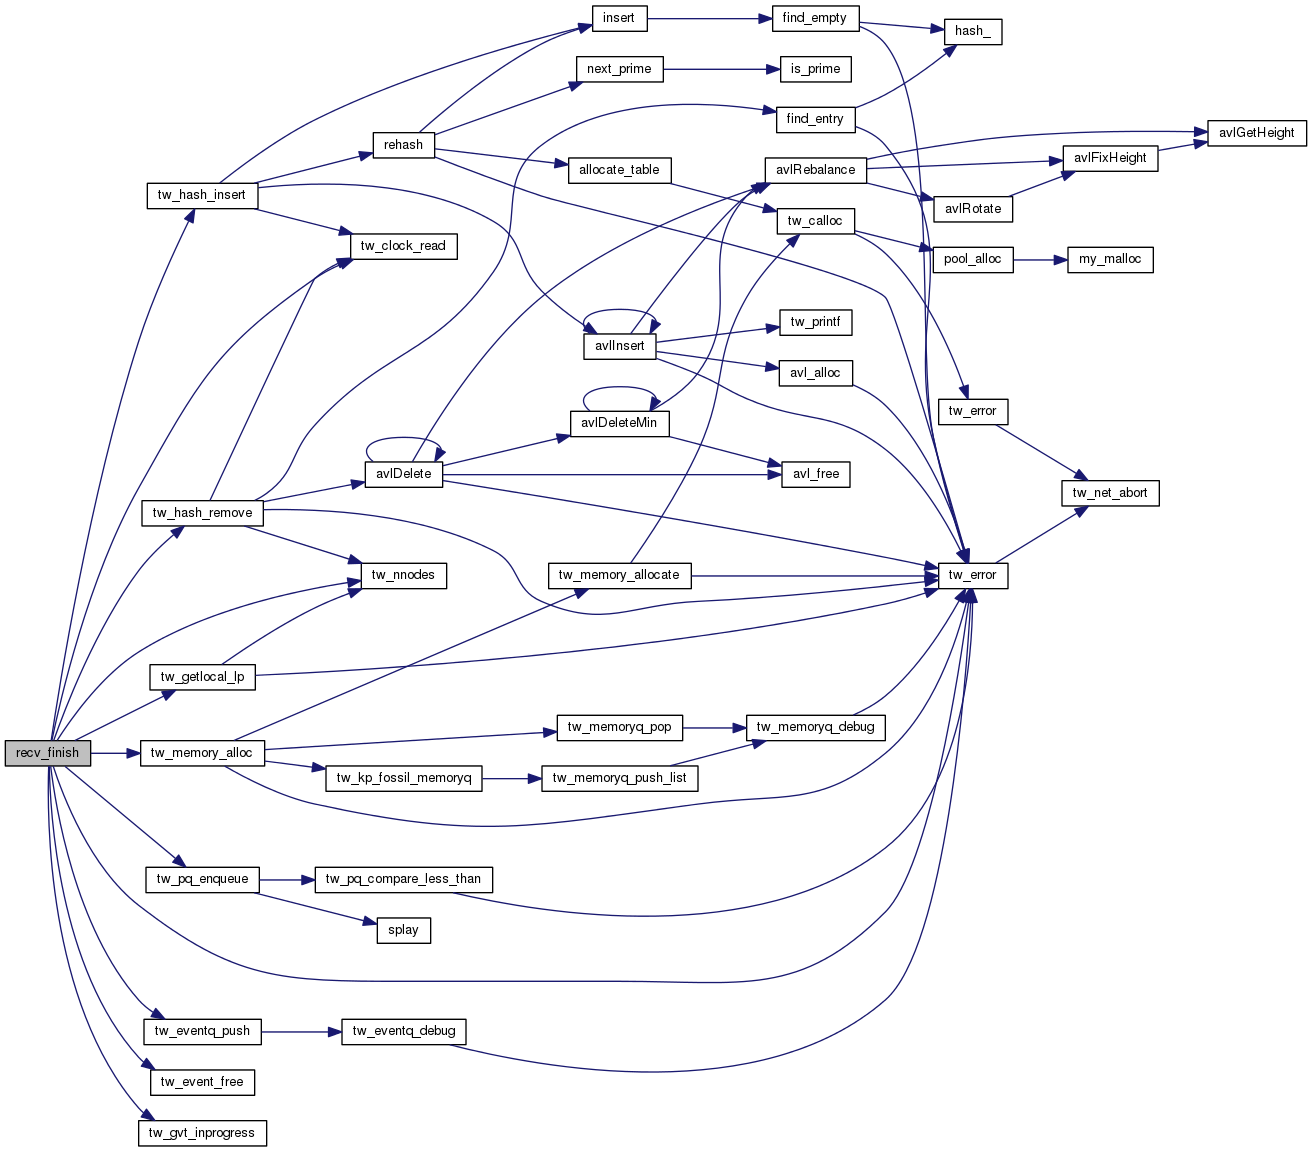 insert
find_empty
hash_
next_prime
is_prime
find_entry
avlGetHeight
rehash
avlFixHeight
allocate_table
avlRebalance
tw_hash_insert
avlRotate
tw_calloc
tw_clock_read
pool_alloc
my_malloc
tw_printf
avlInsert
avl_alloc
tw_error
avlDeleteMin
avlDelete
avl_free
tw_net_abort
tw_hash_remove
tw_nnodes
tw_memory_allocate
tw_error
tw_getlocal_lp
tw_memoryq_pop
tw_memoryq_debug
recv_finish
tw_memory_alloc
tw_kp_fossil_memoryq
tw_memoryq_push_list
tw_pq_enqueue
tw_pq_compare_less_than
splay
tw_eventq_push
tw_eventq_debug
tw_event_free
tw_gvt_inprogress